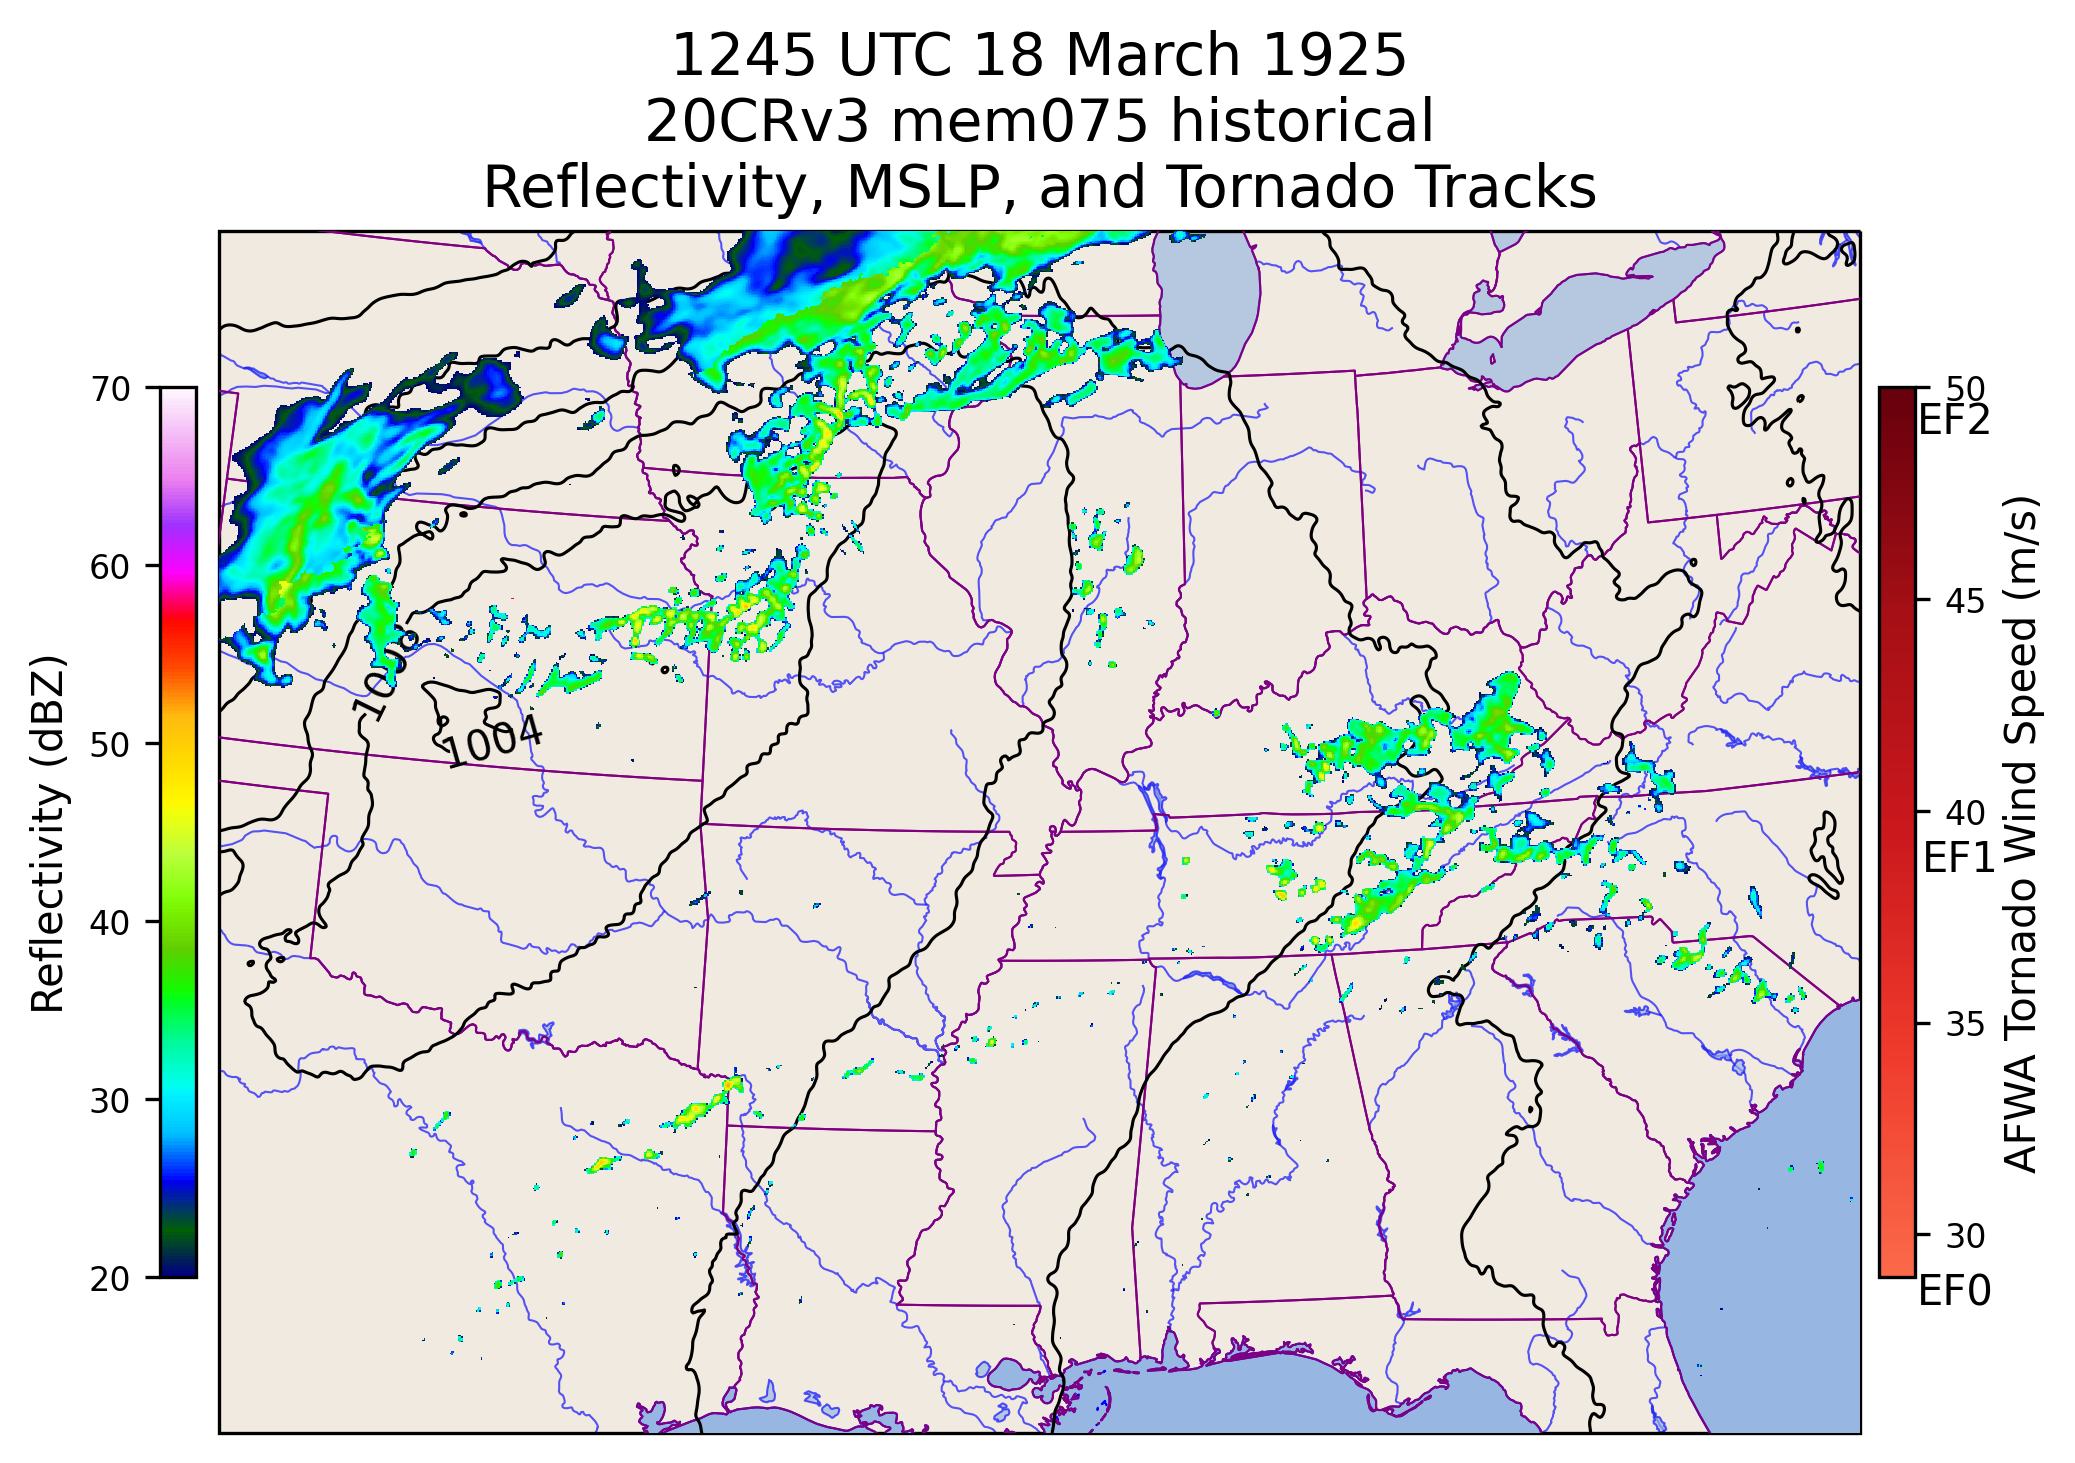 1245 UTC 18 March 1925
20CRv3 mem075 historical
Reflectivity, MSLP, and Tornado Tracks
70
60
50
40
30
20
Reflectivity (dBZ)
1004
50
EF2
45
40
EF1
35
30
EF0
AFWA Tornado Wind Speed (m/s)